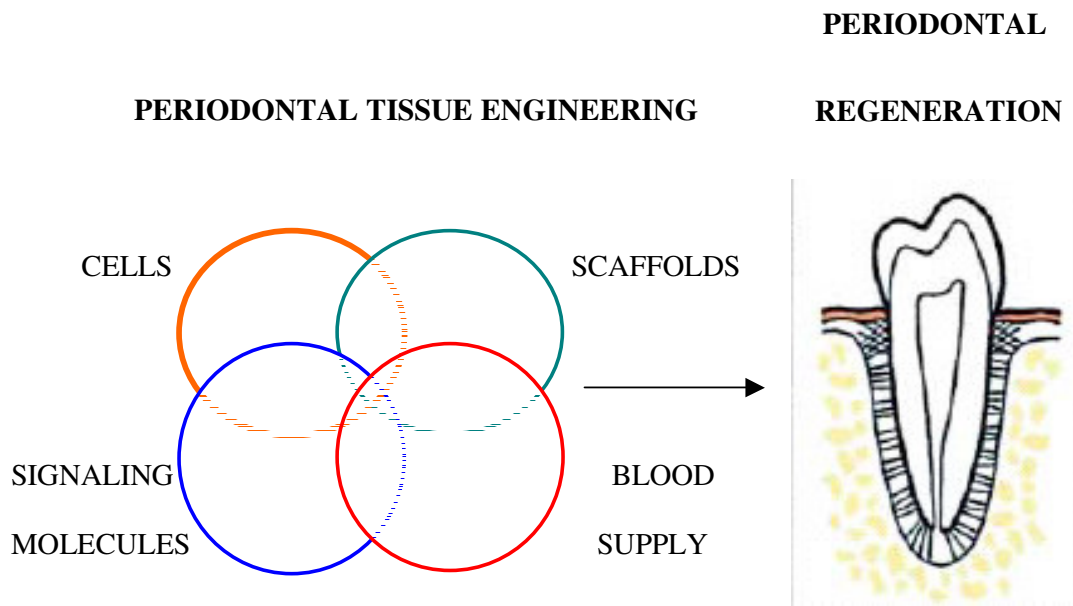 PERIODONTAL TISSUE ENGINEERING
PERIODONTAL
REGENERATION
CELLS
SCAFFOLDS
SIGNALING
MOLECULES
BLOOD
SUPPLY